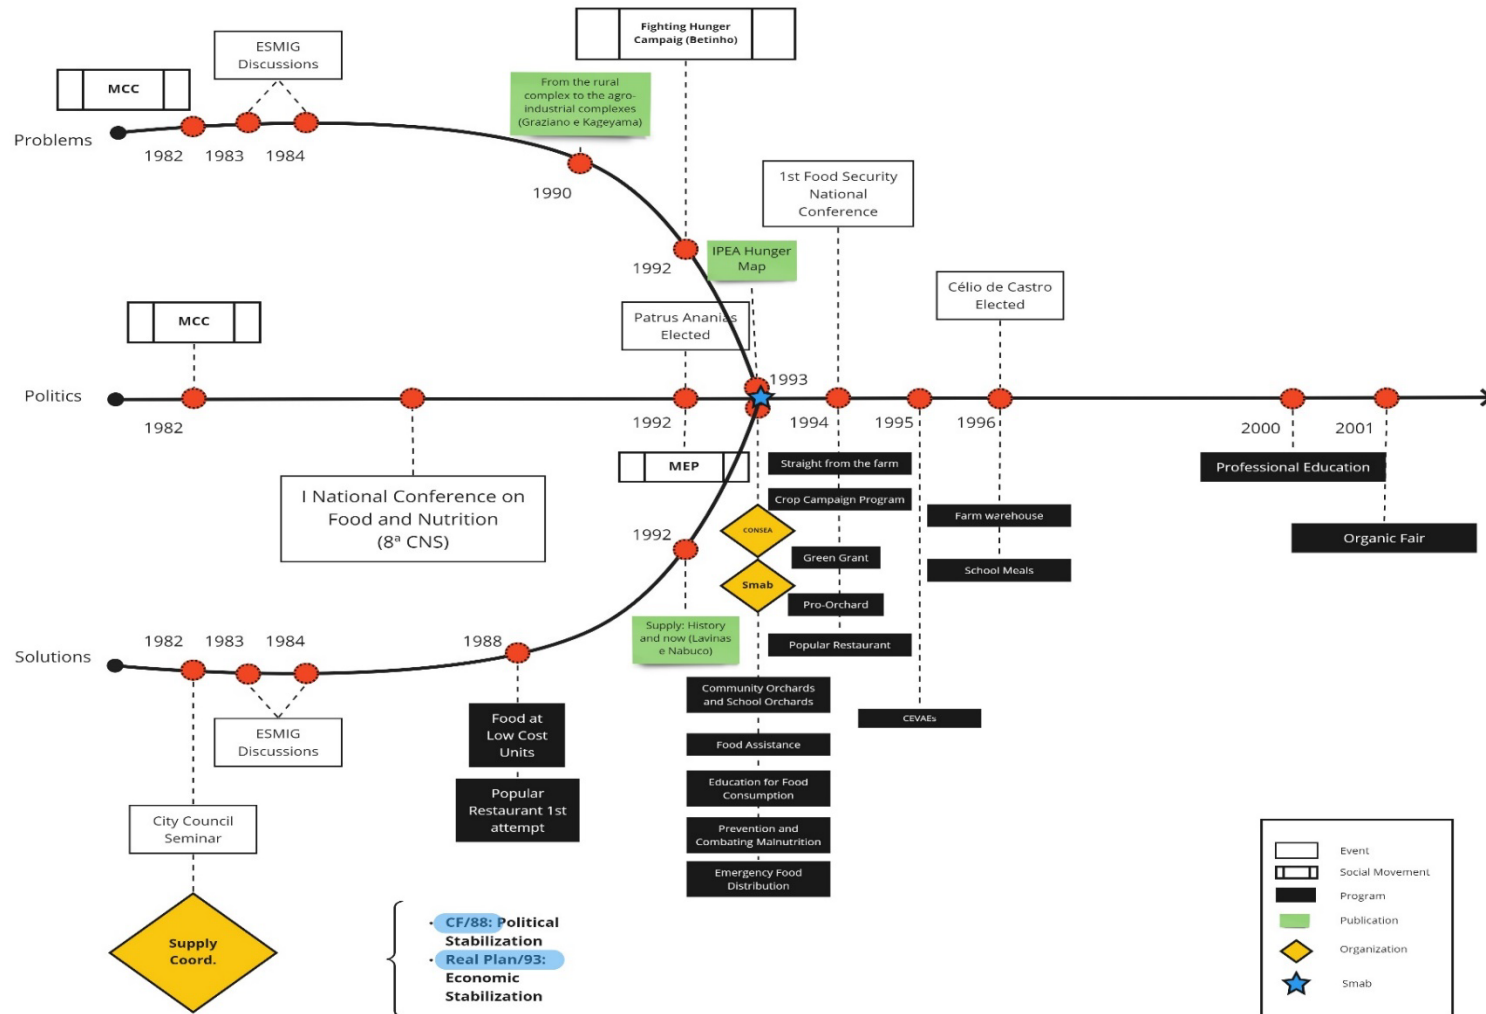 Fighting Hunger
Campaig (Betinho)
ESMIG
Discussions
MCC
From the rural
complex to the agro-
industrial complexes
(Graziano e Kageyama)
Problems
1982
1983
1984
1990
1st Food Security
National
Conference
1992
IPEA Hunger
Map
Célio de Castro
Elected
MCC
Patrus Ananias
Elected
1993
Politics
1982
1992
1994
1995
1996
2000
2001
MEP
Straight from the farm
Professional Education
I National Conference on
Food and Nutrition
(8ª CNS)
Crop Campaign Program
Farm warehouse
1992
CONSEA
Organic Fair
Green Grant
School Meals
Smab
Pro-Orchard
Supply: History
and now (Lavinas
e Nabuco)
Popular Restaurant
Solutions
1982
1983
1984
1988
Community Orchards
and School Orchards
CEVAEs
ESMIG
Discussions
Food at
Low Cost
Units
Food Assistance
Education for Food
Consumption
Popular
Restaurant 1st
attempt
City Council
Seminar
Prevention and
Combating Malnutrition
Emergency Food
Distribution
Supply
Coord.
· CF/88: Political
Stabilization
· Real Plan/93:
Economic
Stabilization
Event
Social Movement
Program
Publication
Organization
Smab